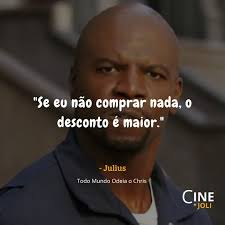 "Se eu não comprar nada, o
desconto é maior."
- Julius
Todo Mundo Odeia o Chris
CINE
JOLI